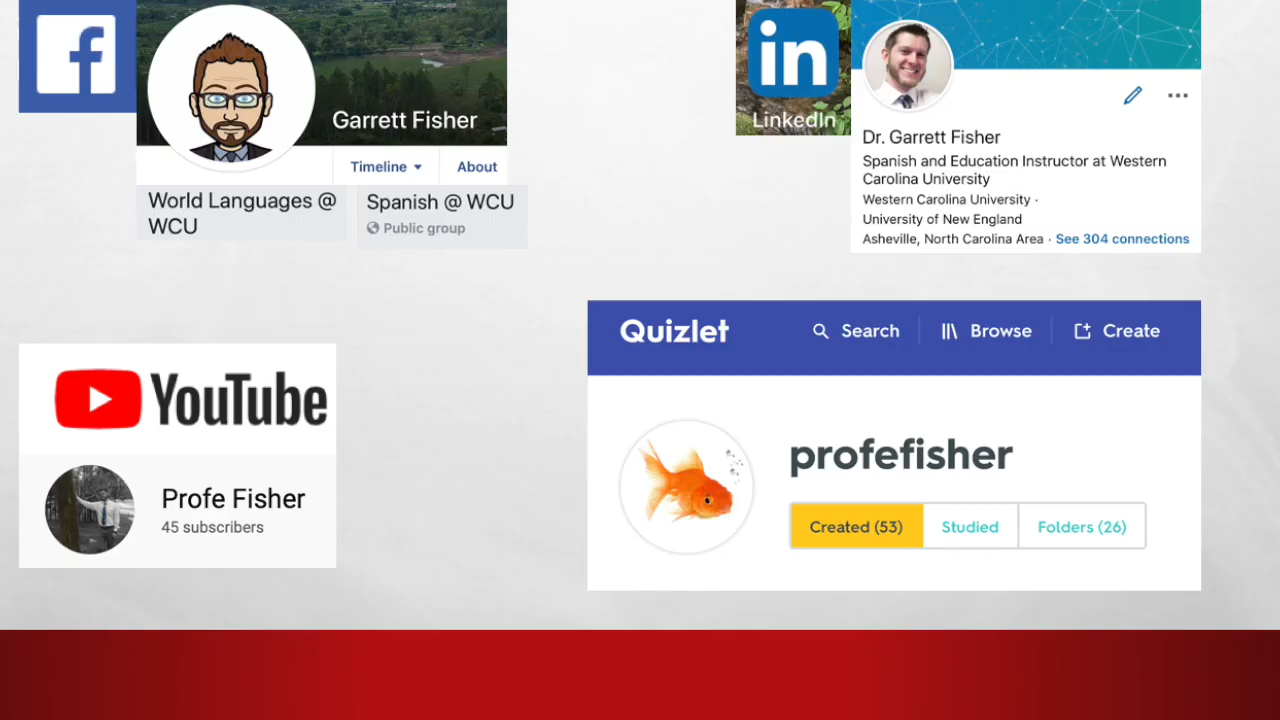 Garrett Fisher
Timeline
About
World Languages @
WCU
Spanish @ WCU
Public group
in
LinkedIn
Dr. Garrett Fisher
Spanish and Education Instructor at Western
Carolina University
Western Carolina University ·
University of New England
Asheville, North Carolina Area · See 304 connections
YouTube
Profe Fisher
45 subscribers
Quizlet
Search
Browse
Create
profefisher
Created (53)
Studied
Folders (26)